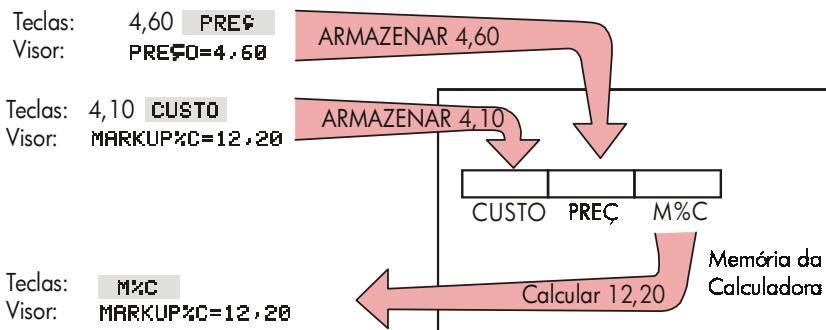 Teclas: 4,60 PREÇ
Visor: PREÇO=4,60
ARMAZENAR 4,60
Teclas: 4,10 CUSTO
Visor: MARKUP%C=12,20
ARMAZENAR 4,10
CUSTO PREÇ M%C
Memória da
Calculadora
Teclas: M%C
Visor: MARKUP%C=12,20
Calcular 12,20